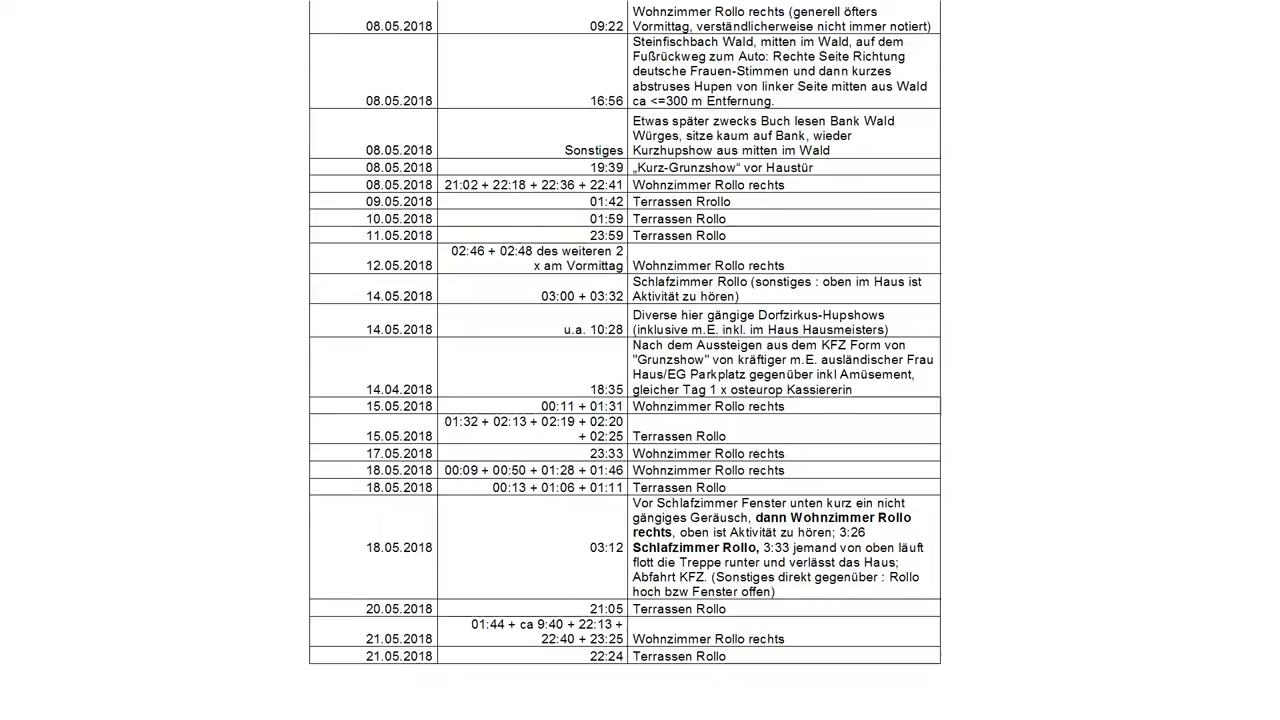 Wohnzimmer Rollo rechts (generell öfters
08.05.2018 09:22 Vormittag, verständlicherweise nicht immer notiert)
Steinfischbach Wald, mitten im Wald, auf dem
Fußrückweg zum Auto: Rechte Seite Richtung
deutsche Frauen-Stimmen und dann kurzes
abstruses Hupen von linker Seite mitten aus Wald
08.05.2018 16:56 ca <=300 m Entfernung.
Etwas später zwecks Buch lesen Bank Wald
Würges, sitze kaum auf Bank, wieder
08.05.2018 Sonstiges Kurzhupshow aus mitten im Wald
08.05.2018 19:39 „Kurz-Grunzshow“ vor Haustür
08.05.2018 21:02 + 22:18 + 22:36 + 22:41 Wohnzimmer Rollo rechts
09.05.2018 01:42 Terrassen Rrollo
10.05.2018 01:59 Terrassen Rollo
11.05.2018 23:59 Terrassen Rollo
02:46 + 02:48 des weiteren 2
12.05.2018 x am Vormittag Wohnzimmer Rollo rechts
Schlafzimmer Rollo (sonstiges : oben im Haus ist
14.05.2018 03:00 + 03:32 Aktivität zu hören)
Diverse hier gängige Dorfzirkus-Hupshows
14.05.2018 u.a. 10:28 (inklusive m.E. inkl. im Haus Hausmeisters)
Nach dem Aussteigen aus dem KFZ Form von
"Grunzshow" von kräftiger m.E. ausländischer Frau
Haus/EG Parkplatz gegenüber inkl Amüsement,
14.04.2018 18:35 gleicher Tag 1 x osteurop Kassiererin
15.05.2018 00:11 + 01:31 Wohnzimmer Rollo rechts
01:32 + 02:13 + 02:19 + 02:20
15.05.2018 + 02:25 Terrassen Rollo
17.05.2018 23:33 Wohnzimmer Rollo rechts
18.05.2018 00:09 + 00:50 + 01:28 + 01:46 Wohnzimmer Rollo rechts
18.05.2018 00:13 + 01:06 + 01:11 Terrassen Rollo
Vor Schlafzimmer Fenster unten kurz ein nicht
gängiges Geräusch, dann Wohnzimmer Rollo
rechts, oben ist Aktivität zu hören; 3:26
18.05.2018 03:12 Schlafzimmer Rollo, 3:33 jemand von oben läuft
flott die Treppe runter und verlässt das Haus;
Abfahrt KFZ. (Sonstiges direkt gegenüber : Rollo
hoch bzw Fenster offen)
20.05.2018 21:05 Terrassen Rollo
01:44 + ca 9:40 + 22:13 +
21.05.2018 22:40 + 23:25 Wohnzimmer Rollo rechts
21.05.2018 22:24 Terrassen Rollo